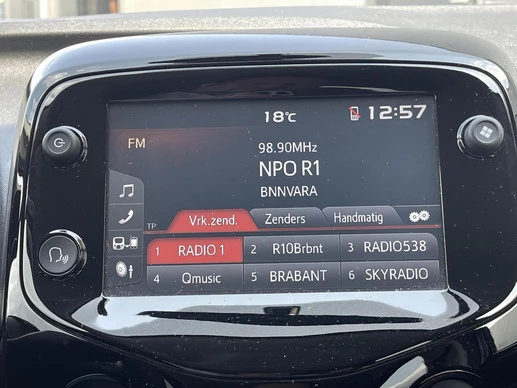 18°C 12:57
FM
98.90MHz
NPO R1
BNNVARA
TP Vrk.zend. Zenders Handmatig
1 RADIO 1 2 R10Brbnt 3 RADIO538
4 Qmusic 5 BRABANT 6 SKYRADIO